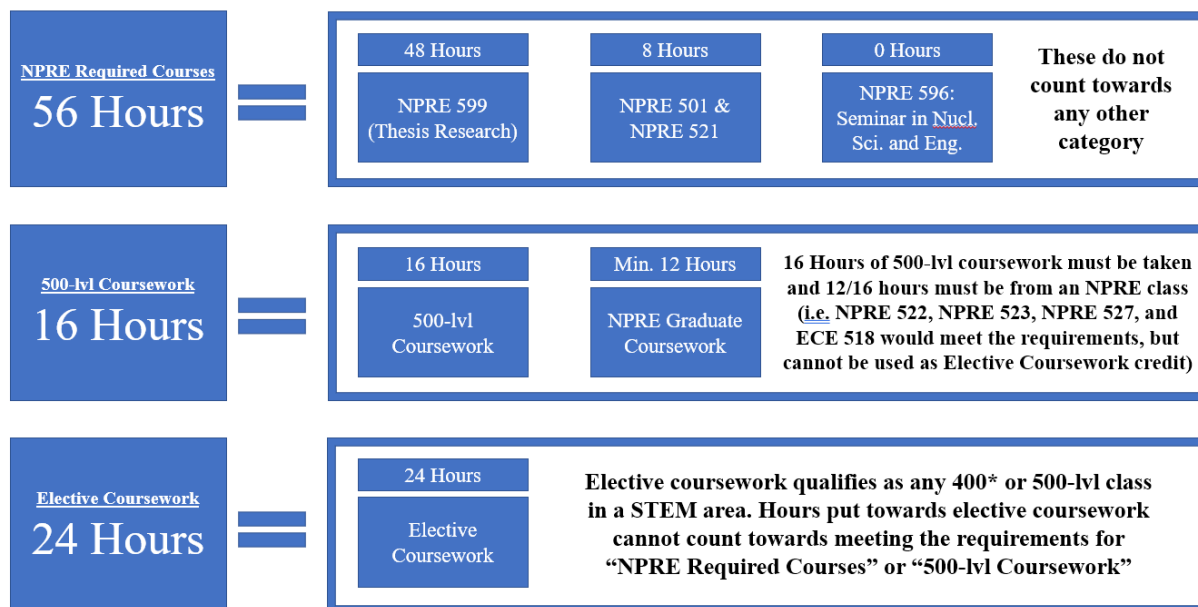 NPRE Required Courses
56 Hours
48 Hours
NPRE 599
(Thesis Research)
8 Hours
NPRE 501 &
NPRE 521
0 Hours
NPRE 596:
Seminar in Nucl.
Sci. and Eng.
These do not
count towards
any other
category
500-lvl Coursework
16 Hours
16 Hours
500-lvl
Coursework
Min. 12 Hours
NPRE Graduate
Coursework
16 Hours of 500-lvl coursework must be taken
and 12/16 hours must be from an NPRE class
(i.e. NPRE 522, NPRE 523, NPRE 527, and
ECE 518 would meet the requirements, but
cannot be used as Elective Coursework credit)
Elective Coursework
24 Hours
24 Hours
Elective
Coursework
Elective coursework qualifies as any 400* or 500-lvl class
in a STEM area. Hours put towards elective coursework
cannot count towards meeting the requirements for
“NPRE Required Courses” or “500-lvl Coursework”